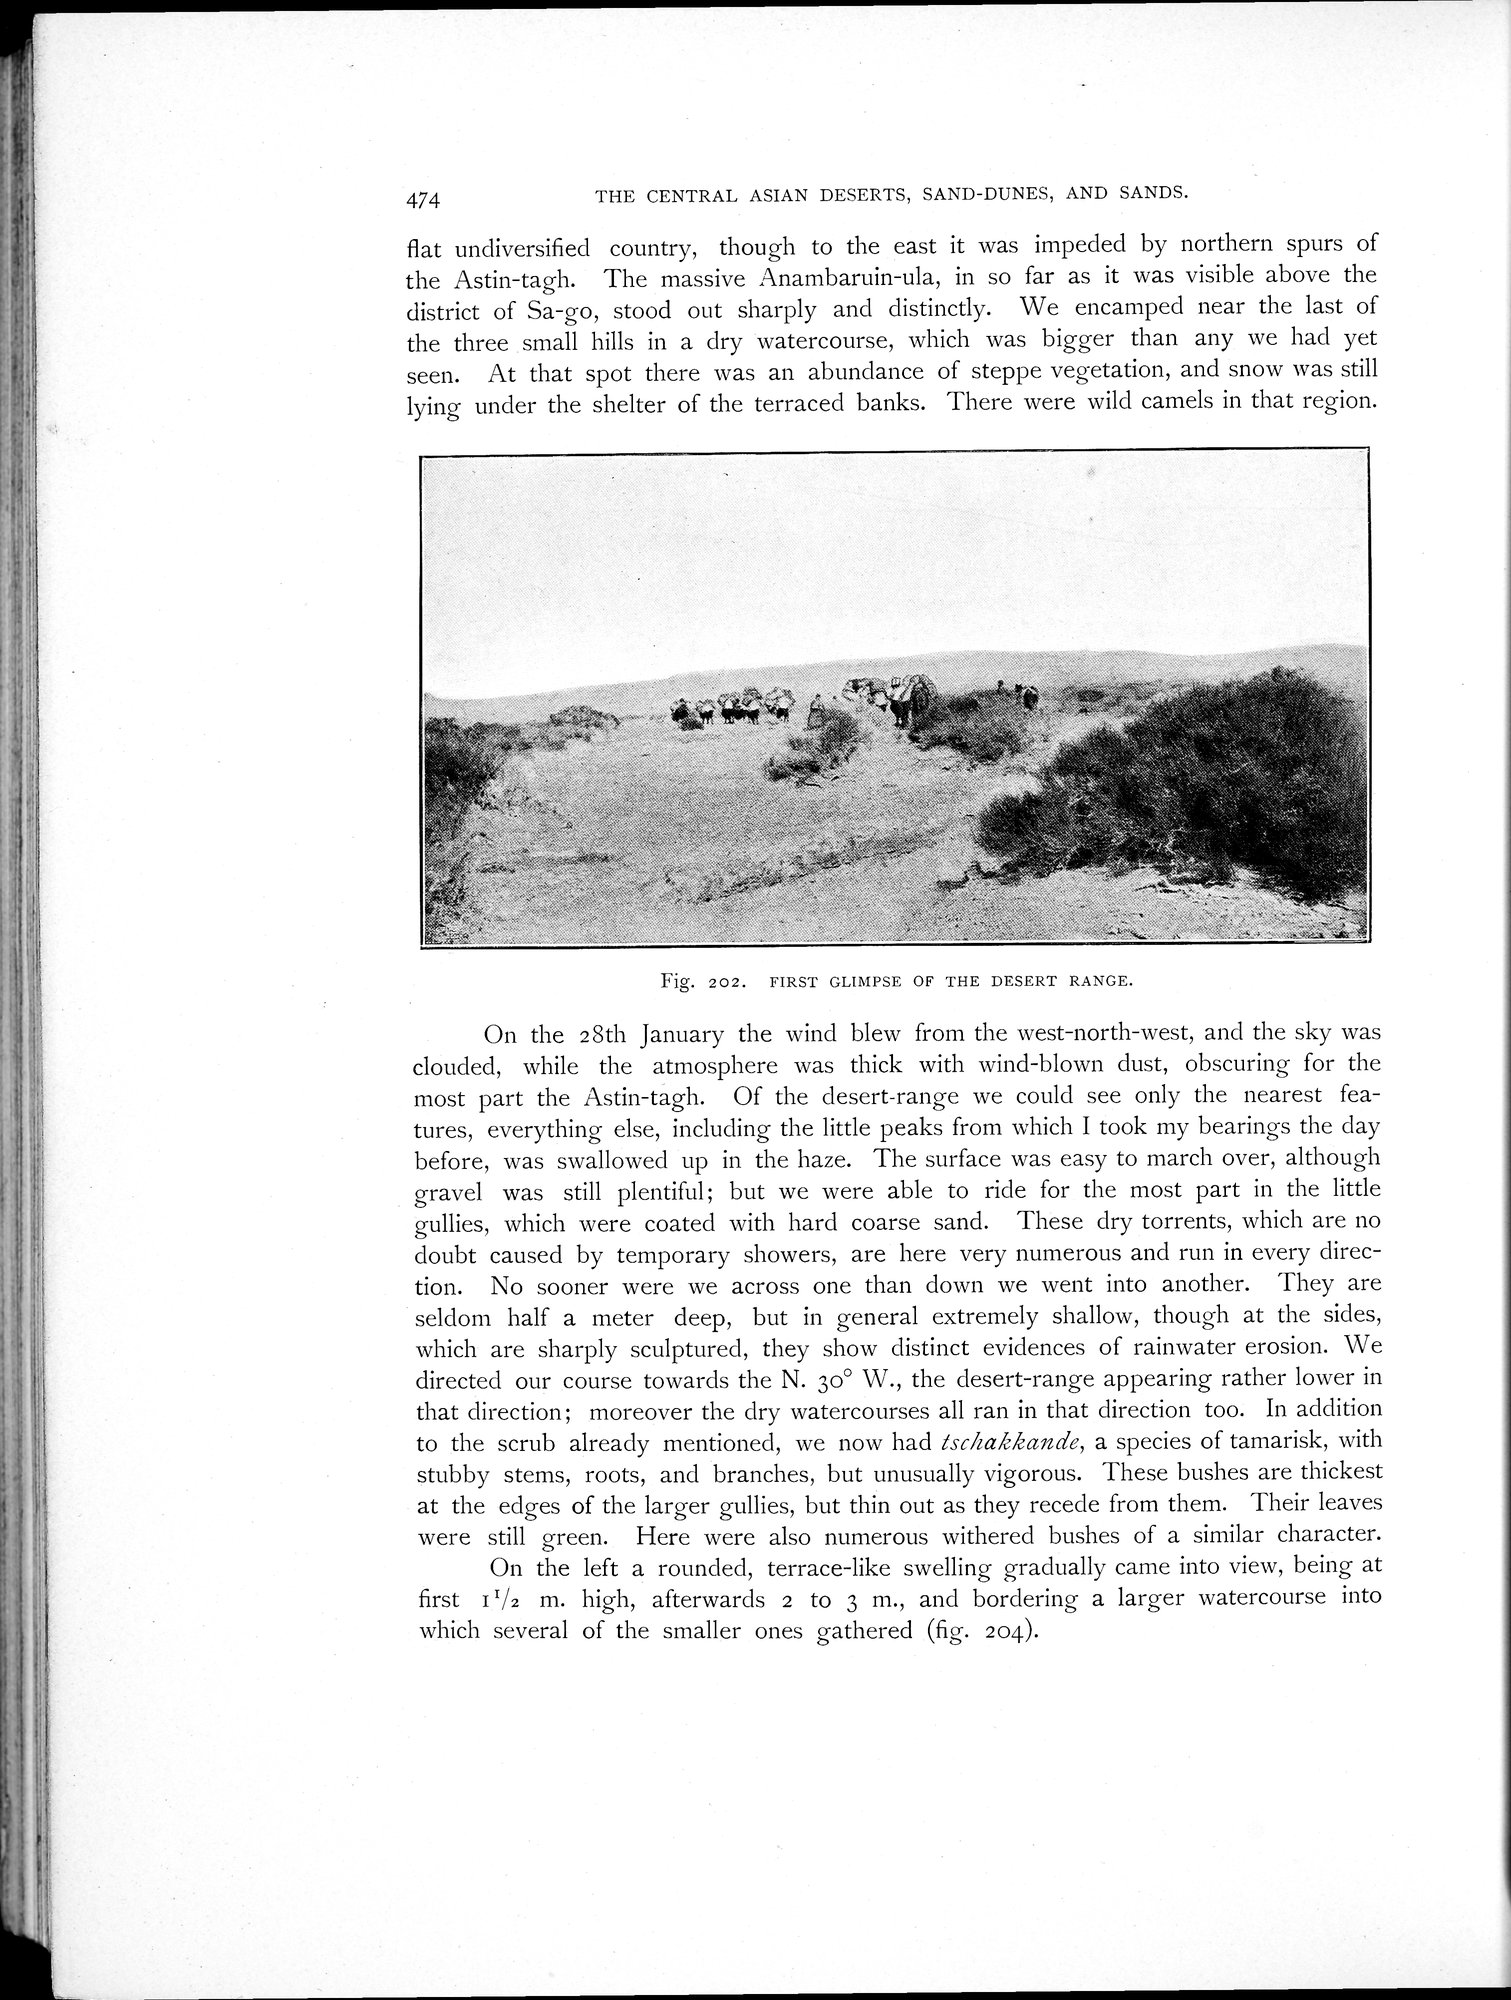 474 THE CENTRAL ASIAN DESERTS, SAND-DUNES, AND SANDS.
flat undiversified country, though to the east it was impeded by northern spurs of
the Astin-tagh. The massive Anambaruin-ula, in so far as it was visible above the
district of Sa-go, stood out sharply and distinctly. We encamped near the last of
the three small hills in a dry watercourse, which was bigger than any we had yet
seen. At that spot there was an abundance of steppe vegetation, and snow was still
lying under the shelter of the terraced banks. There were wild camels in that region.
Fig. 202. FIRST GLIMPSE OF THE DESERT RANGE.
On the 28th January the wind blew from the west-north-west, and the sky was
clouded, while the atmosphere was thick with wind-blown dust, obscuring for the
most part the Astin-tagh. Of the desert-range we could see only the nearest fea-
tures, everything else, including the little peaks from which I took my bearings the day
before, was swallowed up in the haze. The surface was easy to march over, although
gravel was still plentiful; but we were able to ride for the most part in the little
gullies, which were coated with hard coarse sand. These dry torrents, which are no
doubt caused by temporary showers, are here very numerous and run in every direc-
tion. No sooner were we across one than down we went into another. They are
seldom half a meter deep, but in general extremely shallow, though at the sides,
which are sharply sculptured, they show distinct evidences of rainwater erosion. We
directed our course towards the N. 30° W., the desert-range appearing rather lower in
that direction; moreover the dry watercourses all ran in that direction too. In addition
to the scrub already mentioned, we now had tschakkande, a species of tamarisk, with
stubby stems, roots, and branches, but unusually vigorous. These bushes are thickest
at the edges of the larger gullies, but thin out as they recede from them. Their leaves
were still green. Here were also numerous withered bushes of a similar character.
On the left a rounded, terrace-like swelling gradually came into view, being at
first 1 1/2 m. high, afterwards 2 to 3 m., and bordering a larger watercourse into
which several of the smaller ones gathered (fig. 204).